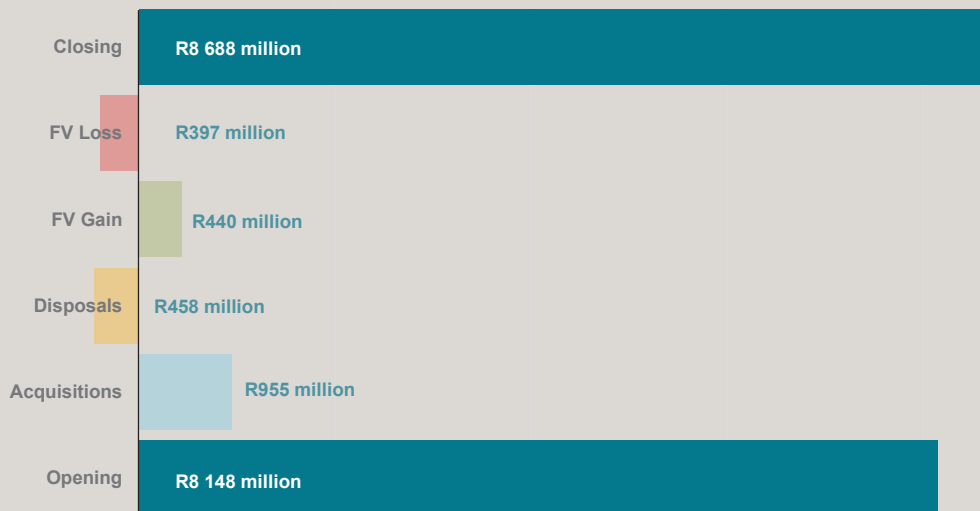 Closing R8 688 million
FV Loss R397 million
FV Gain R440 million
Disposals R458 million
Acquisitions R955 million
Opening R8 148 million